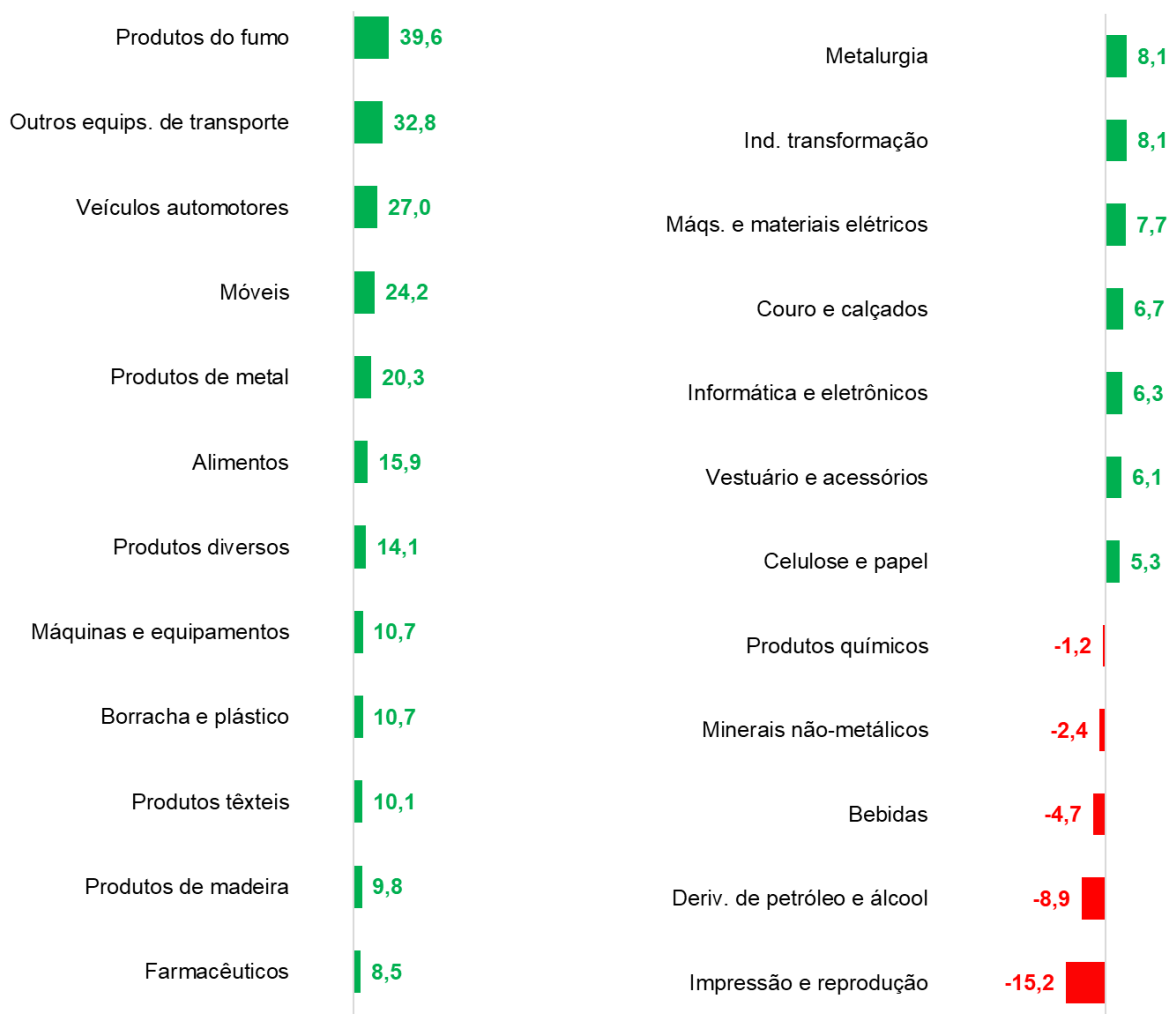 Produtos do fumo 39,6
Outros equips. de transporte 32,8
Veículos automotores 27,0
Móveis 24,2
Produtos de metal 20,3
Alimentos 15,9
Produtos diversos 14,1
Máquinas e equipamentos 10,7
Borracha e plástico 10,7
Produtos têxteis 10,1
Produtos de madeira 9,8
Farmacêuticos 8,5
Metalurgia 8,1
Ind. transformação 8,1
Máqs. e materiais elétricos 7,7
Couro e calçados 6,7
Informática e eletrônicos 6,3
Vestuário e acessórios 6,1
Celulose e papel 5,3
Produtos químicos -1,2
Minerais não-metálicos -2,4
Bebidas -4,7
Deriv. de petróleo e álcool -8,9
Impressão e reprodução -15,2